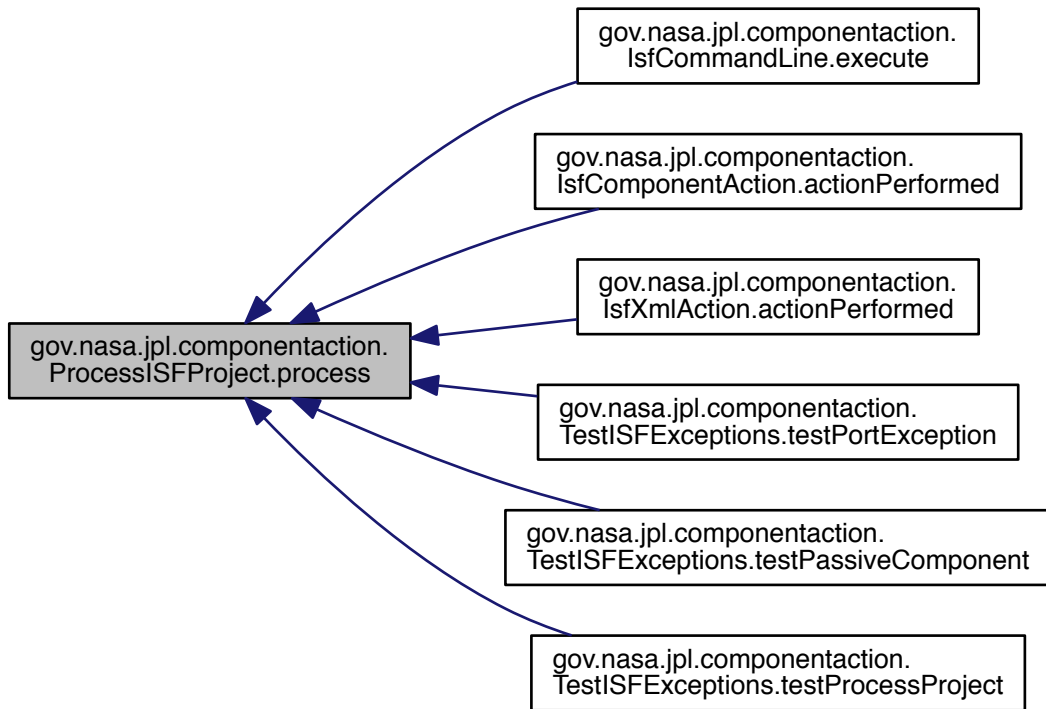 gov.nasa.jpl.componentaction.
IsfCommandLine.execute
gov.nasa.jpl.componentaction.
IsfComponentAction.actionPerformed
gov.nasa.jpl.componentaction.
IsfXmlAction.actionPerformed
gov.nasa.jpl.componentaction.
ProcessISFProject.process
gov.nasa.jpl.componentaction.
TestISFExceptions.testPortException
gov.nasa.jpl.componentaction.
TestISFExceptions.testPassiveComponent
gov.nasa.jpl.componentaction.
TestISFExceptions.testProcessProject